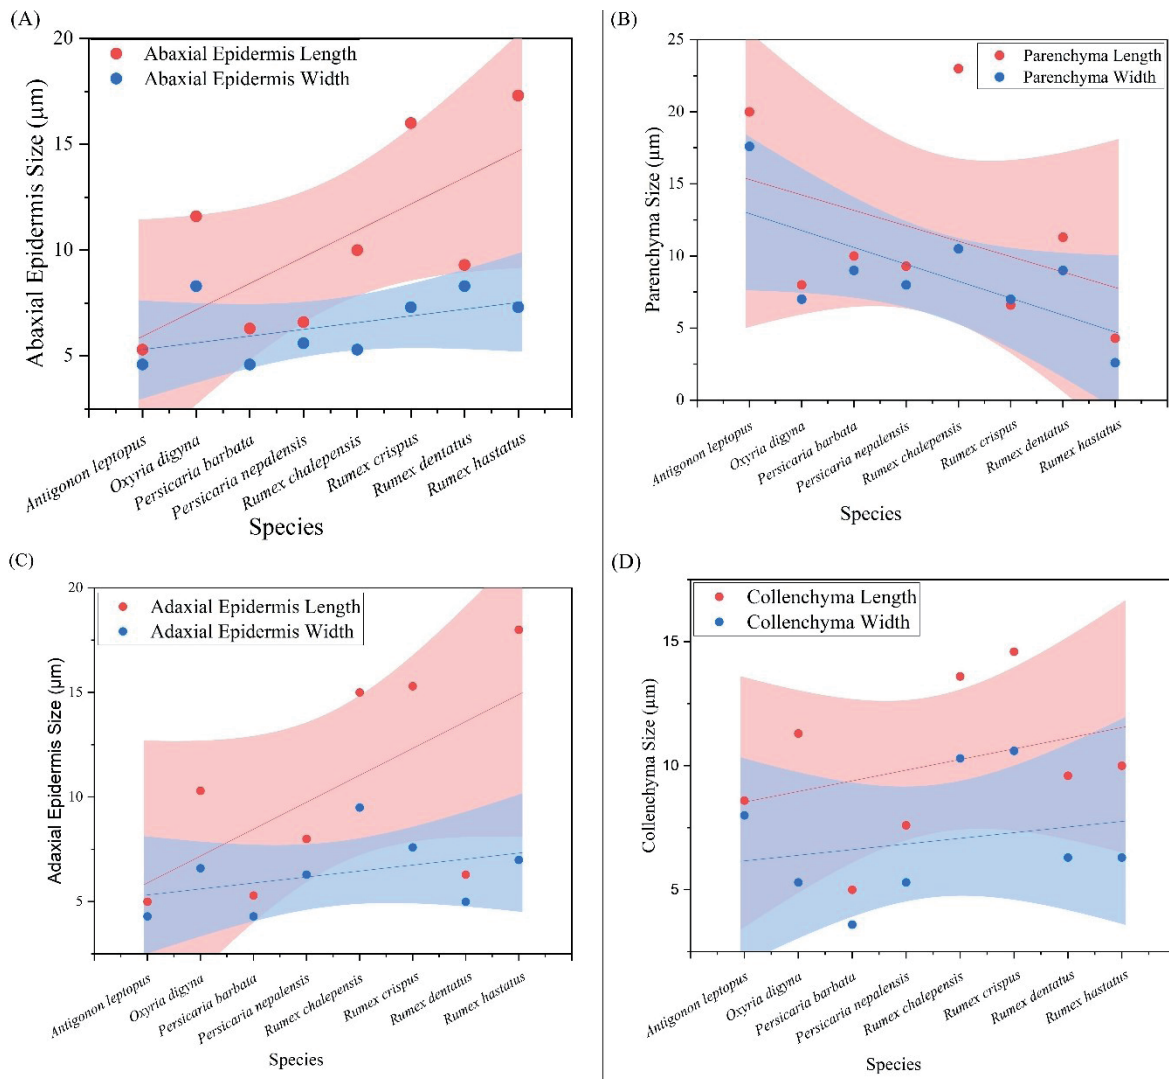 (A)
20
15
10
5
Abaxial Epidermis Size (μm)
Abaxial Epidermis Length
Abaxial Epidermis Width
Antigonon leptopus
Oxyria digyna
Persicaria barbata
Persicaria nepalensis
Rumex chalepensis
Rumex crispus
Rumex dentatus
Rumex hastatus
Species
(B)
25
20
15
10
5
0
Parenchyma Size (μm)
Parenchyma Length
Parenchyma Width
Antigonon leptopus
Oxyria digyna
Persicaria barbata
Persicaria nepalensis
Rumex chalepensis
Rumex crispus
Rumex dentatus
Rumex hastatus
Species
(C)
20
15
10
5
Adaxial Epidermis Size (μm)
Adaxial Epidermis Length
Adaxial Epidermis Width
Antigonon leptopus
Oxyria digyna
Persicaria barbata
Persicaria nepalensis
Rumex chalepensis
Rumex crispus
Rumex dentatus
Rumex hastatus
Species
(D)
15
10
5
Collenchyma Size (μm)
Collenchyma Length
Collenchyma Width
Antigonon leptopus
Oxyria digyna
Persicaria barbata
Persicaria nepalensis
Rumex chalepensis
Rumex crispus
Rumex dentatus
Rumex hastatus
Species